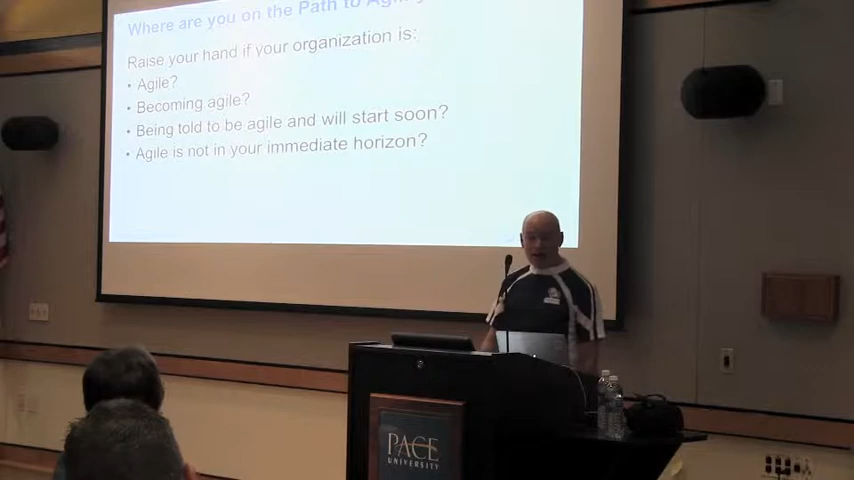 Where are you on the Path to Agility
Raise your hand if your organization is:
• Agile?
• Becoming agile?
• Being told to be agile and will start soon?
• Agile is not in your immediate horizon?
PACE
UNIVERSITY